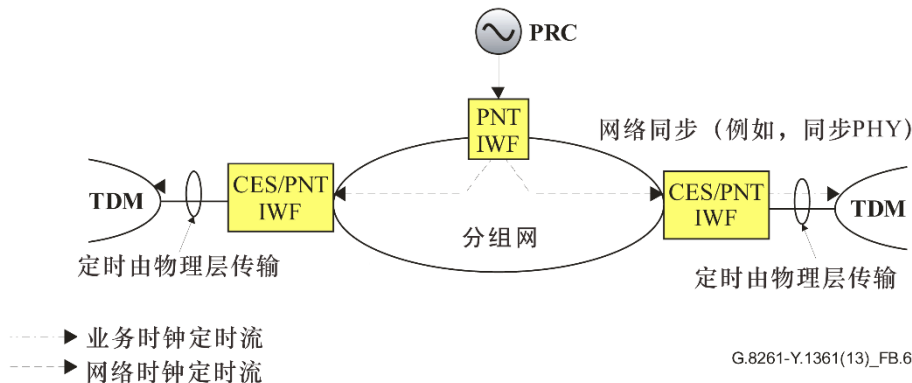 PRC
PNT
IWF
网络同步（例如，同步PHY）
TDM
CES/PNT
IWF
CES/PNT
IWF
TDM
分组网
定时由物理层传输
定时由物理层传输
业务时钟定时流
网络时钟定时流
G.8261-Y.1361(13)_FB.6